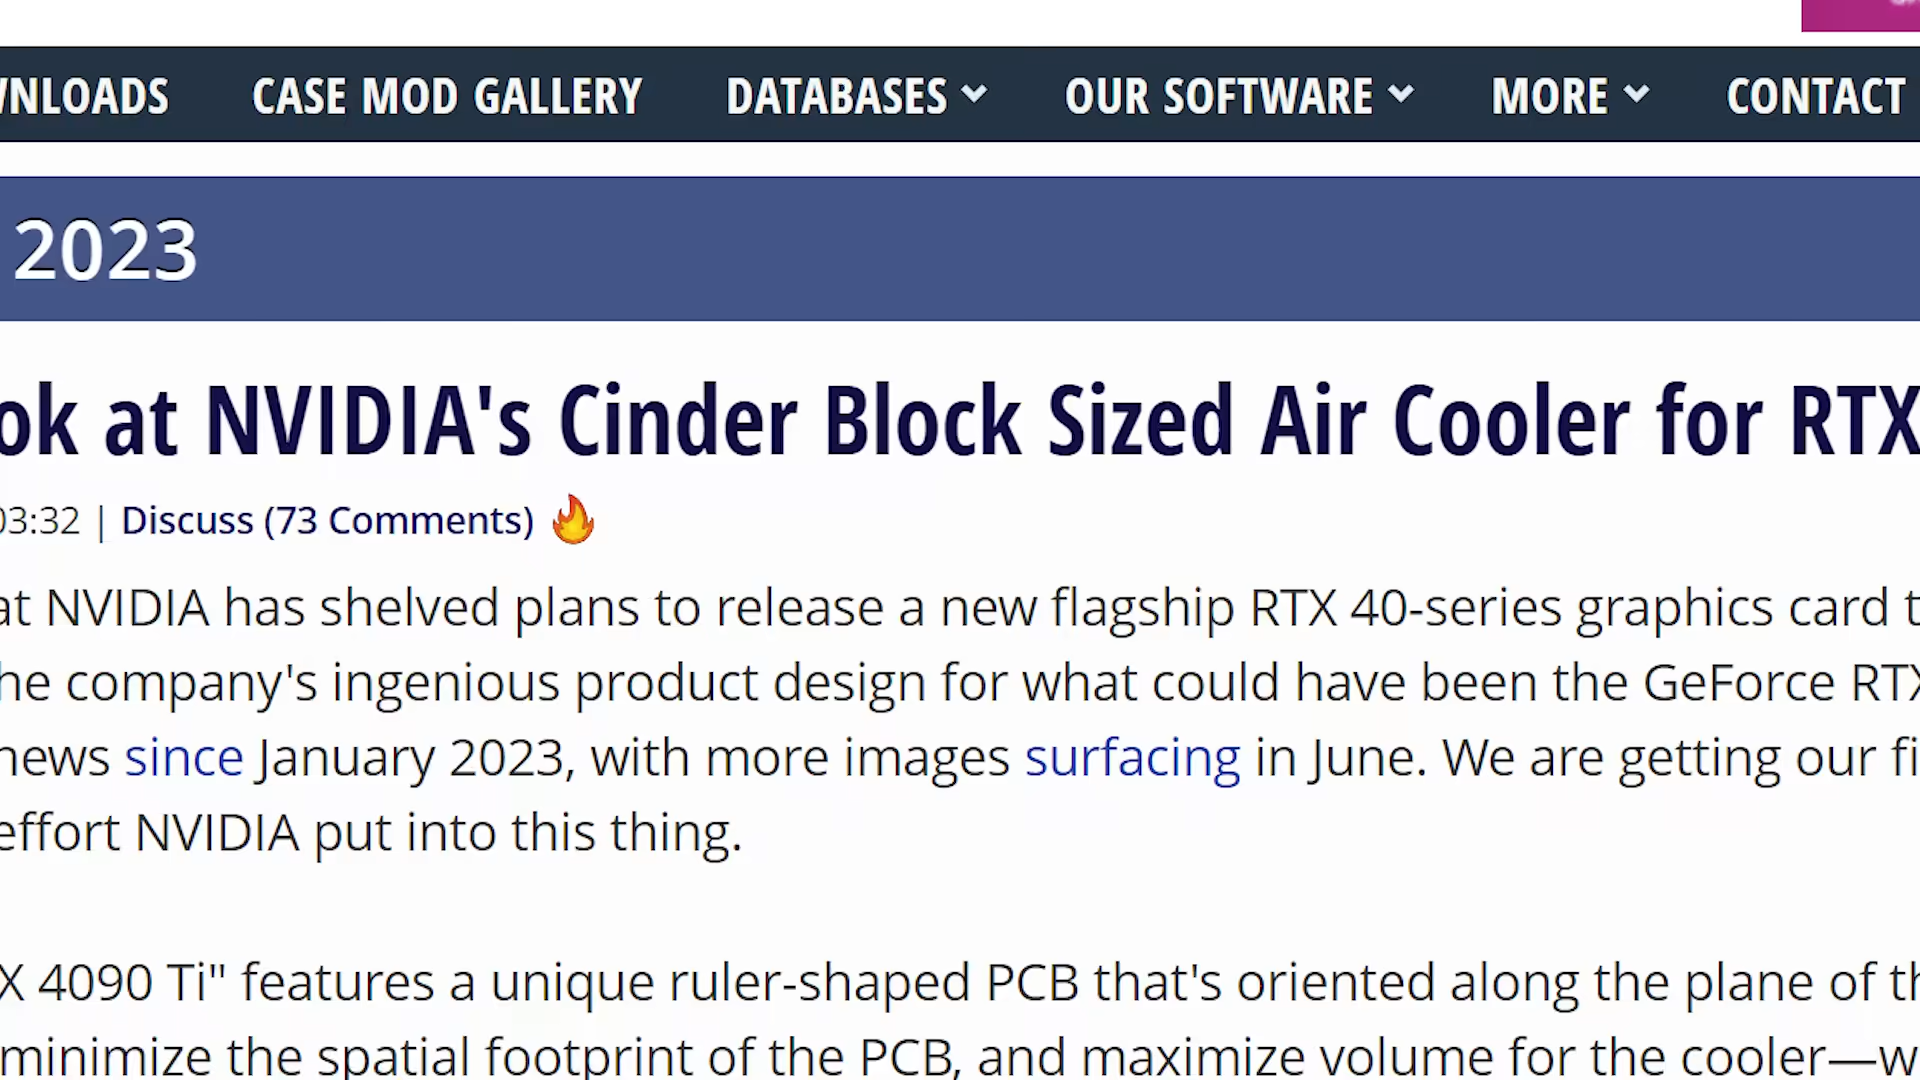 WNLOADS CASE MOD GALLERY DATABASES OUR SOFTWARE MORE CONTACT
2023
ok at NVIDIA's Cinder Block Sized Air Cooler for RTX
03:32 | Discuss (73 Comments)
at NVIDIA has shelved plans to release a new flagship RTX 40-series graphics card t
he company's ingenious product design for what could have been the GeForce RTX
news since January 2023, with more images surfacing in June. We are getting our fi
effort NVIDIA put into this thing.
X 4090 Ti" features a unique ruler-shaped PCB that's oriented along the plane of th
minimize the spatial footprint of the PCB, and maximize volume for the cooler—w